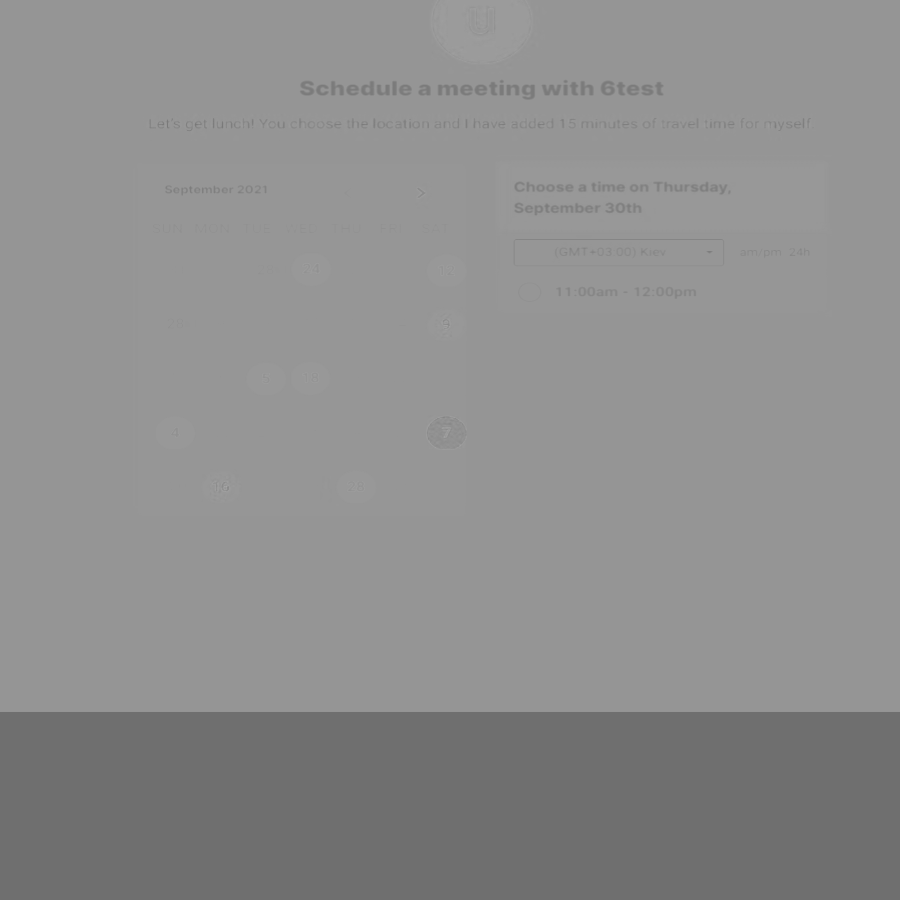 Schedule a meeting with 6test
Let's get lunch! You choose the location and I have added 15 minutes of travel time for myself.
September 2021
SUN MON TUE WED THU FRI SAT
Choose a time on Thursday,
September 30th
(GMT+03:00) Kiev
am/pm 24h
11:00am - 12:00pm
24
9
16
4
7
16